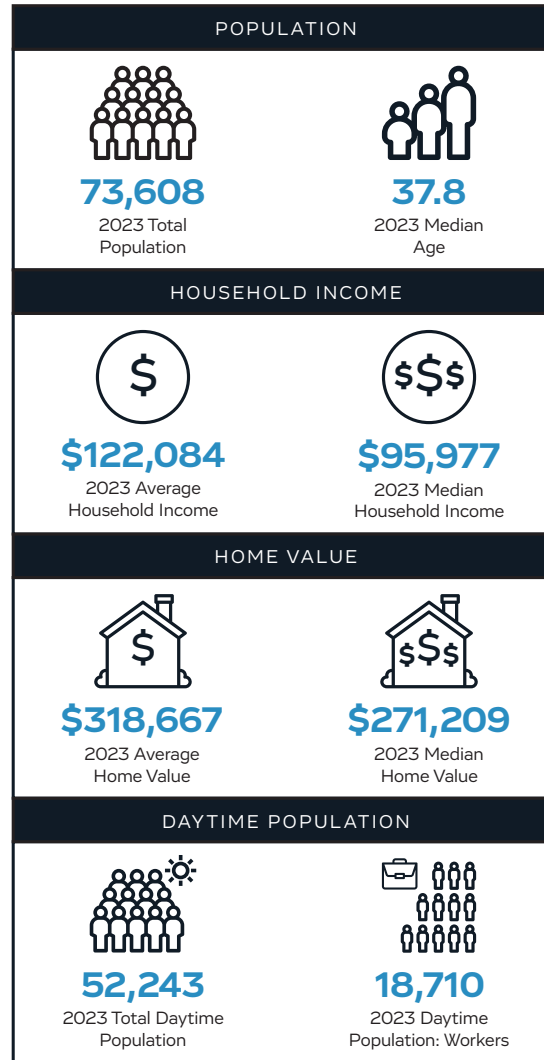 POPULATION
73,608
2023 Total
Population
37.8
2023 Median
Age
HOUSEHOLD INCOME
$
$122,084
2023 Average
Household Income
$$$
$95,977
2023 Median
Household Income
HOME VALUE
$
$318,667
2023 Average
Home Value
$$$
$271,209
2023 Median
Home Value
DAYTIME POPULATION
52,243
2023 Total Daytime
Population
18,710
2023 Daytime
Population: Workers